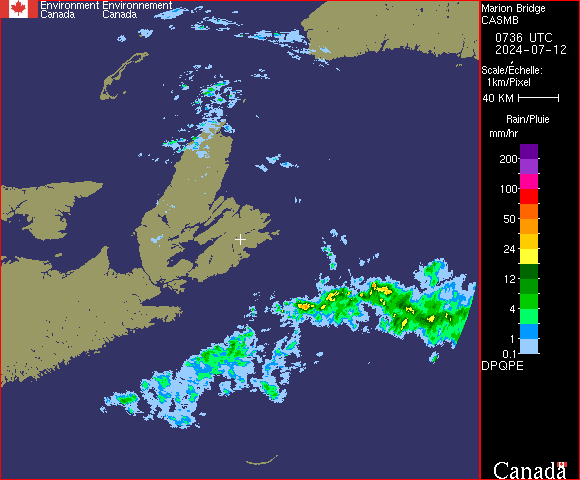 Environment Environnement
Canada Canada
Marion Bridge
CASMB
0736 UTC
2024-07-12
Scale/Échelle:
1km/Pixel
40 KM
Rain/Pluie
mm/hr
200
100
50
24
12
4
1
0.1
DPQPE
Canada